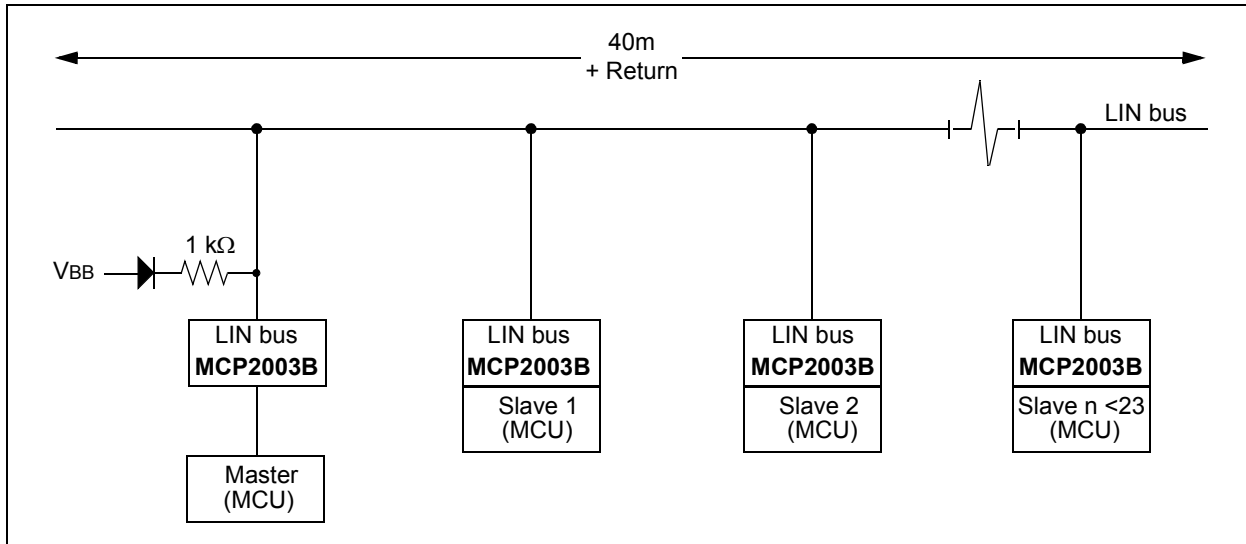 40m
+ Return
LIN bus
1 kΩ
VBB
LIN bus
MCP2003B
Master
(MCU)
LIN bus
MCP2003B
Slave 1
(MCU)
LIN bus
MCP2003B
Slave 2
(MCU)
LIN bus
MCP2003B
Slave n <23
(MCU)